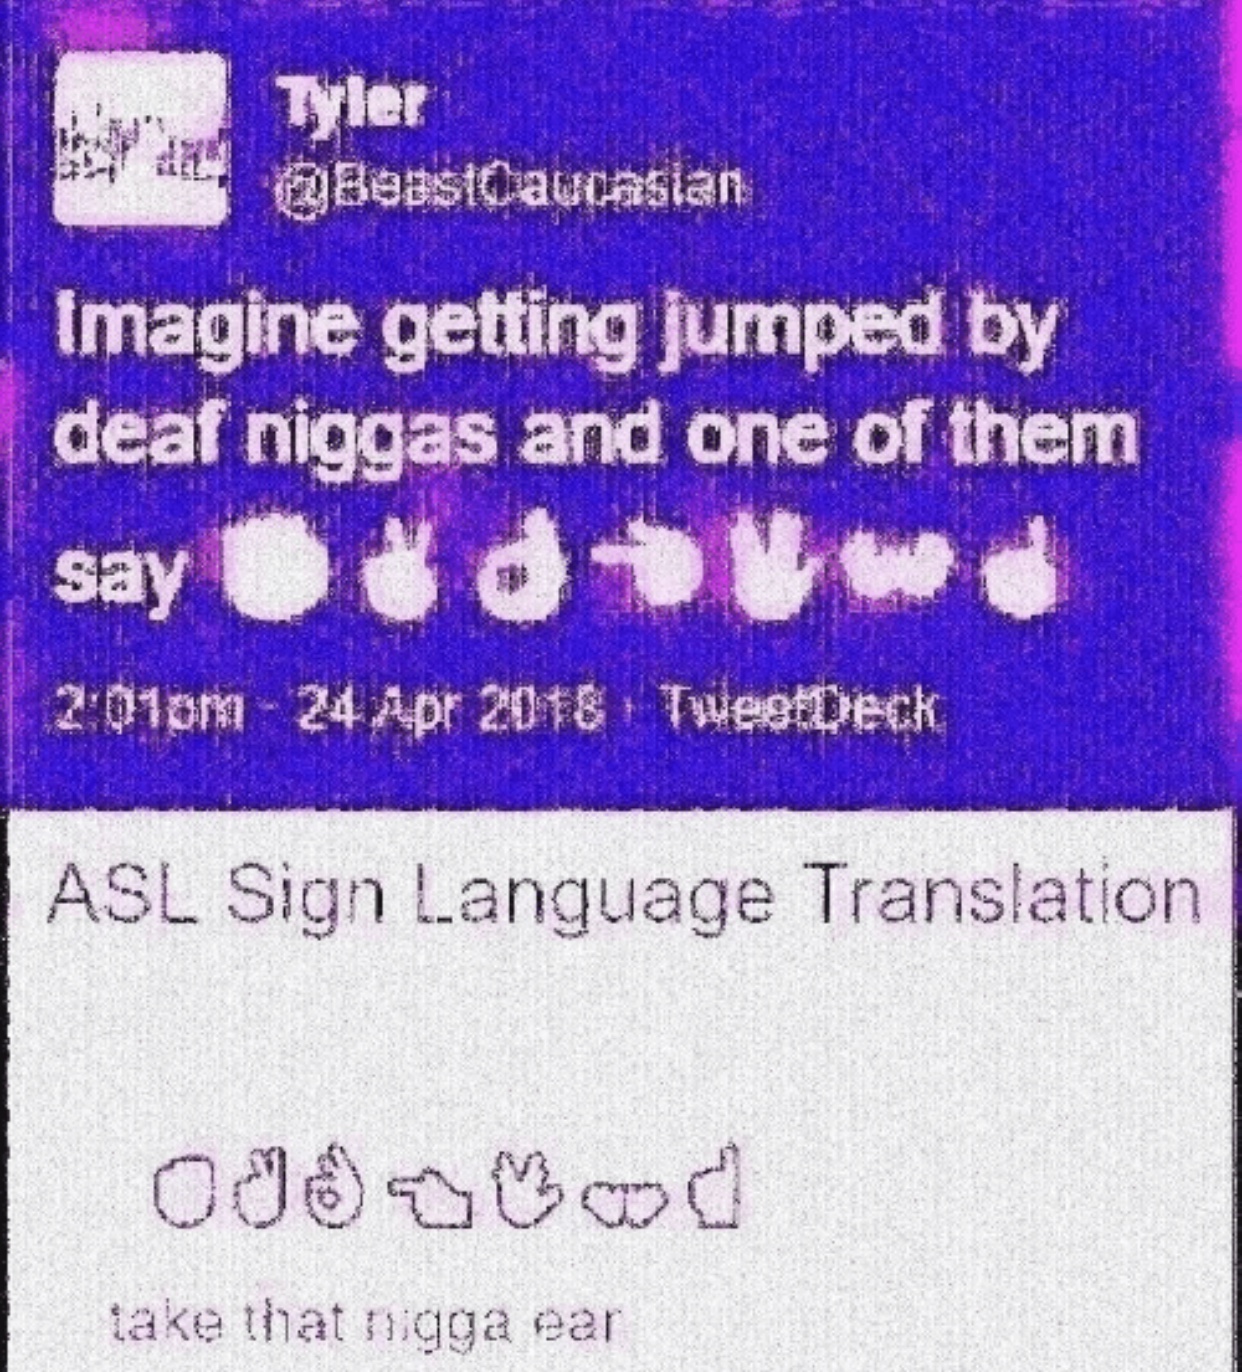 Tyler
@BeastCaucasian
Imagine getting jumped by
deaf niggas and one of them
say
2:01pm · 24 Apr 2018 · TweetDeck
ASL Sign Language Translation
take that nigga ear